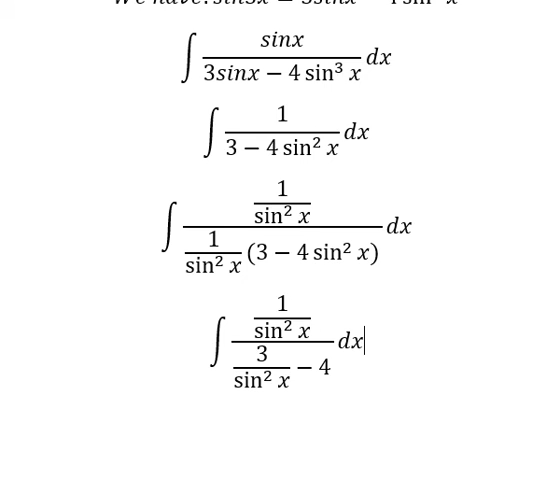 ∫ sinx / (3sinx − 4 sin³ x) dx
∫ 1 / (3 − 4 sin² x) dx
∫ (1 / sin² x) / ((1 / sin² x)(3 − 4 sin² x)) dx
∫ (1 / sin² x) / (3 / sin² x − 4) dx